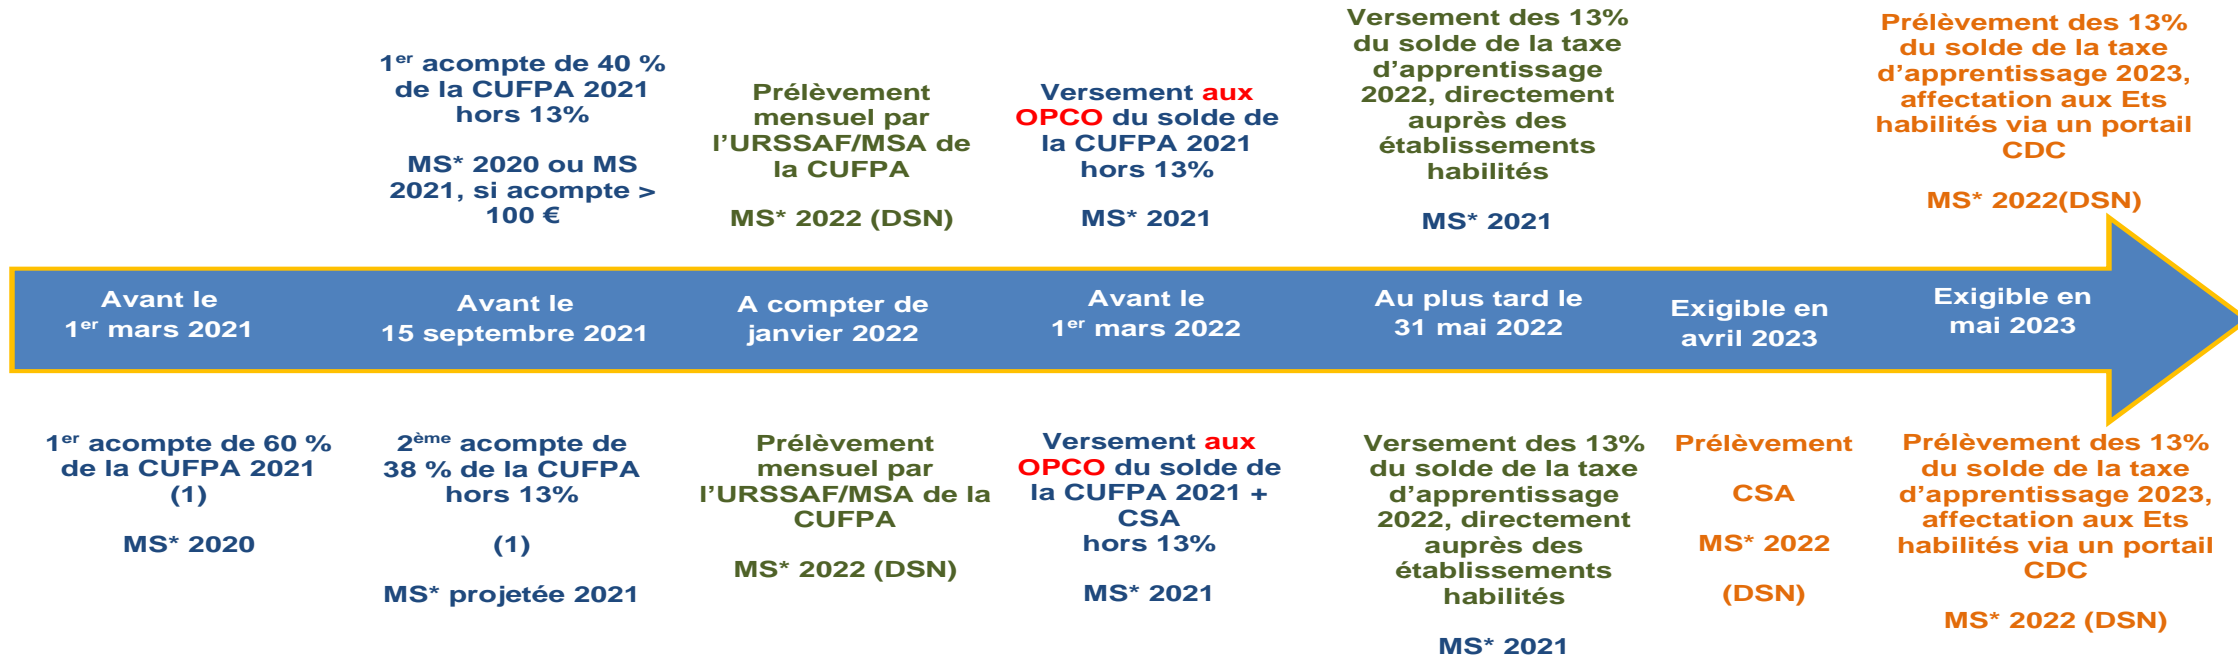 1er acompte de 40 %
de la CUFPA 2021
hors 13%
MS* 2020 ou MS
2021, si acompte >
100 €
Prélèvement
mensuel par
l’URSSAF/MSA de
la CUFPA
MS* 2022 (DSN)
Versement aux
OPCO du solde de
la CUFPA 2021
hors 13%
MS* 2021
Versement des 13%
du solde de la taxe
d’apprentissage
2022, directement
auprès des
établissements
habilités
MS* 2021
Prélèvement des 13%
du solde de la taxe
d’apprentissage 2023,
affectation aux Ets
habilités via un portail
CDC
MS* 2022(DSN)
Avant le
1er mars 2021
Avant le
15 septembre 2021
A compter de
janvier 2022
Avant le
1er mars 2022
Au plus tard le
31 mai 2022
Exigible en
avril 2023
Exigible en
mai 2023
1er acompte de 60 %
de la CUFPA 2021
(1)
MS* 2020
2ème acompte de
38 % de la CUFPA
hors 13%
(1)
MS* projetée 2021
Prélèvement
mensuel par
l’URSSAF/MSA de la
CUFPA
MS* 2022 (DSN)
Versement aux
OPCO du solde de
la CUFPA 2021 +
CSA
hors 13%
MS* 2021
Versement des 13%
du solde de la taxe
d’apprentissage
2022, directement
auprès des
établissements
habilités
MS* 2021
Prélèvement
CSA
MS* 2022
(DSN)
Prélèvement des 13%
du solde de la taxe
d’apprentissage 2023,
affectation aux Ets
habilités via un portail
CDC
MS* 2022 (DSN)